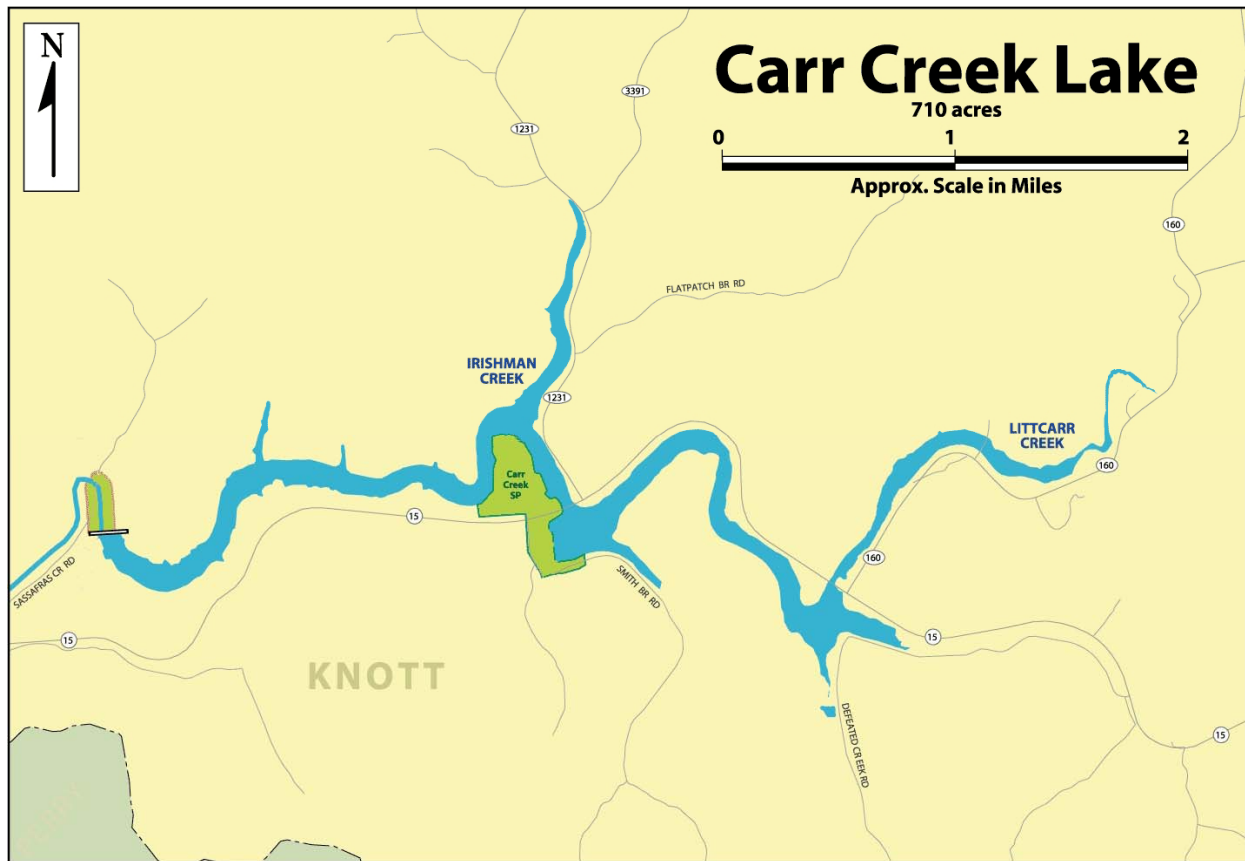 N
Carr Creek Lake
710 acres
0 1 2
Approx. Scale in Miles
3391
1231
160
FLATPATCH BR RD
IRISHMAN
CREEK
1231
LITTCARR
CREEK
160
Carr
Creek
SP
15
160
SASSAFRAS CR RD
SMITH BR RD
15
15
KNOTT
DEFEATED CREEK RD
15